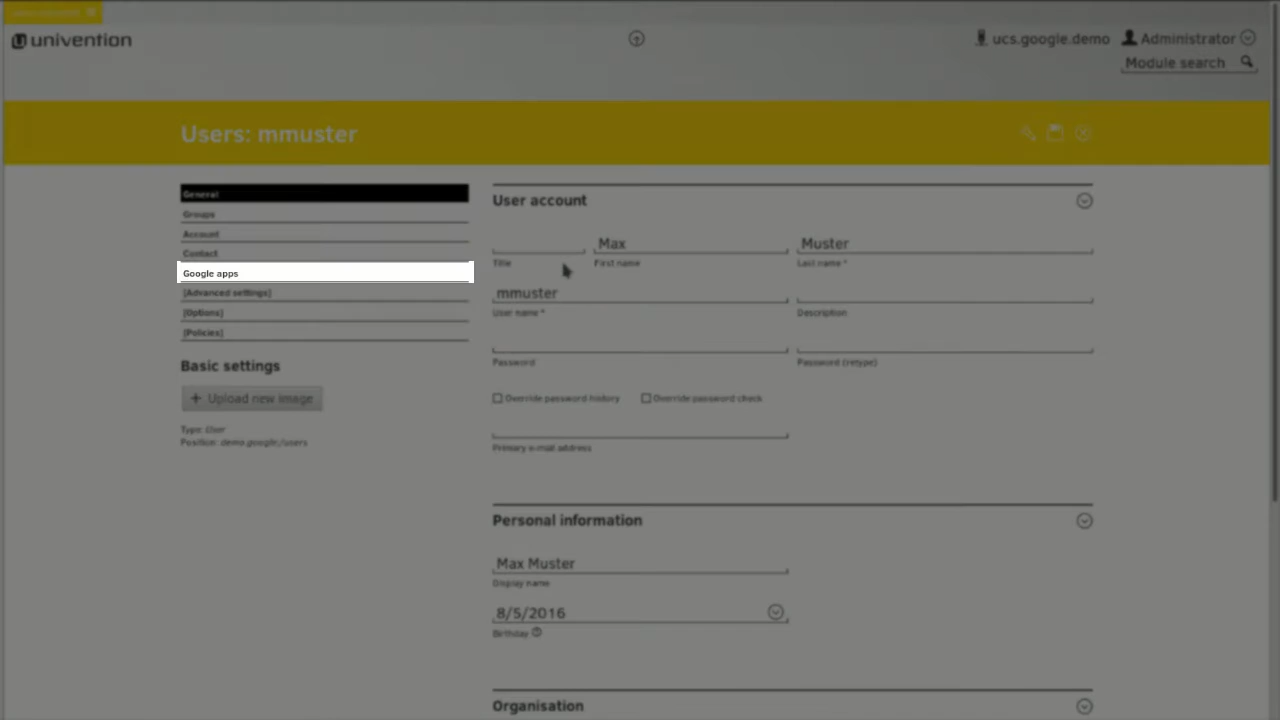 univention
ucs.google.demo Administrator
Module search
Users: mmuster
General
Groups
Account
Contact
Google apps
[Advanced settings]
[Options]
[Policies]
Basic settings
+ Upload new image
Type: User
Position: demo.google:/users
User account
Max Muster
Title First name Last name *
mmuster
User name * Description
Password Password (retype)
Override password history Override password check
Primary e-mail address
Personal information
Max Muster
Display name
8/5/2016
Birthday
Organisation